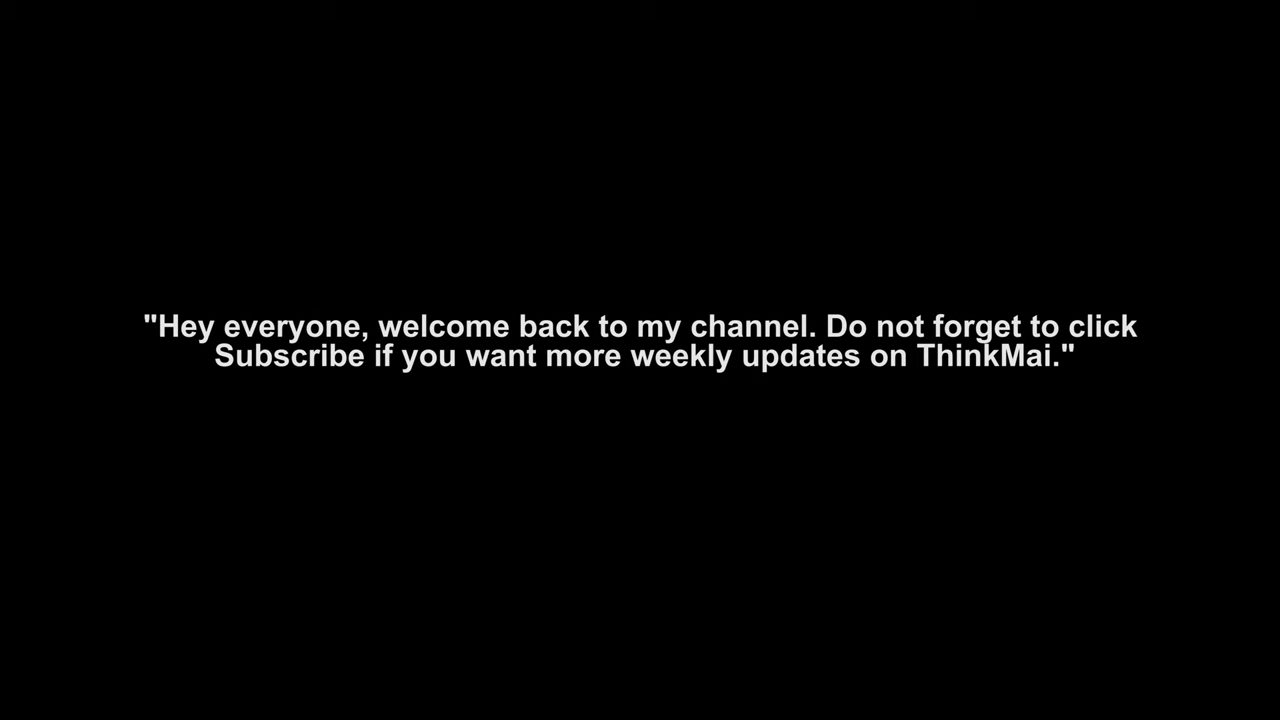 "Hey everyone, welcome back to my channel. Do not forget to click
Subscribe if you want more weekly updates on ThinkMai."